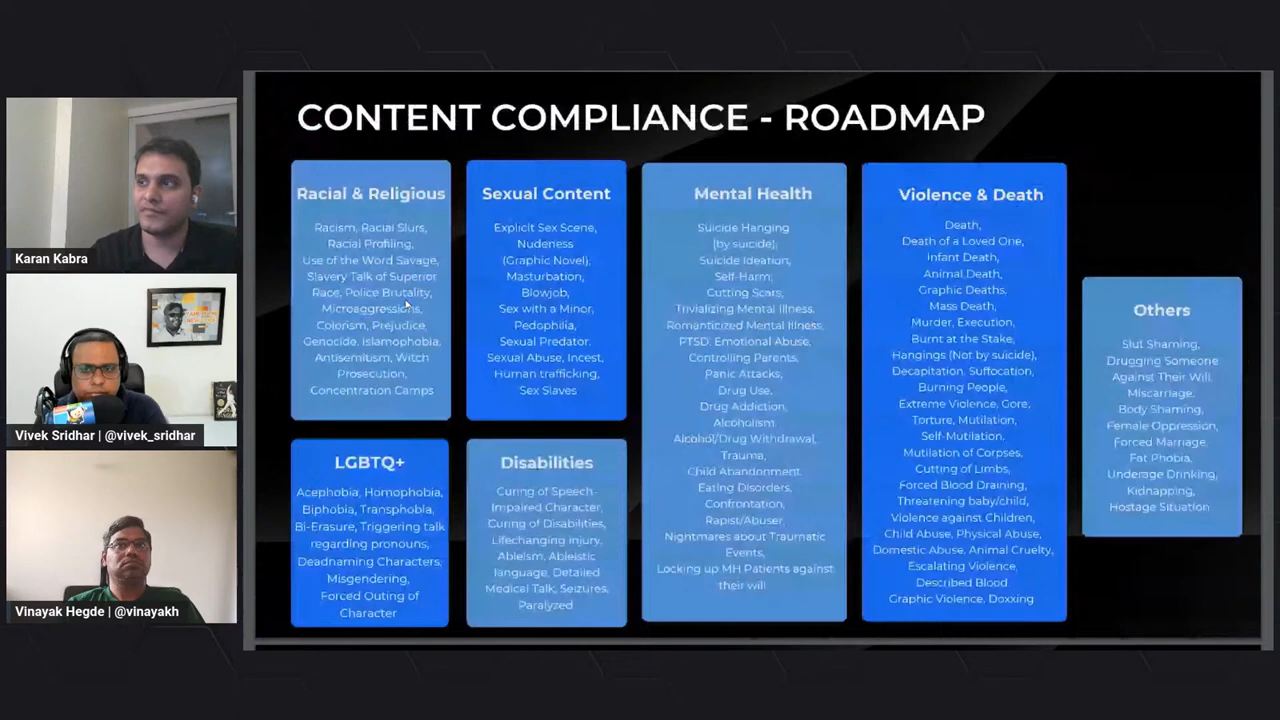 CONTENT COMPLIANCE - ROADMAP
Racial & Religious
Racism, Racial Slurs,
Racial Profiling,
Use of the Word Savage,
Slavery Talk of Superior
Race, Police Brutality,
Microaggressions,
Colorism, Prejudice,
Genocide, Islamophobia,
Antisemitism, Witch
Prosecution,
Concentration Camps
Sexual Content
Explicit Sex Scene,
Nudeness
(Graphic Novel),
Masturbation,
Blowjob,
Sex with a Minor,
Pedophilia,
Sexual Predator,
Sexual Abuse, Incest,
Human trafficking,
Sex Slaves
Mental Health
Suicide Hanging
(by suicide),
Suicide Ideation,
Self-Harm,
Cutting Scars,
Trivializing Mental Illness,
Romanticized Mental Illness,
PTSD, Emotional Abuse,
Controlling Parents,
Panic Attacks,
Drug Use,
Drug Addiction,
Alcoholism,
Alcohol/Drug Withdrawal,
Trauma,
Child Abandonment,
Eating Disorders,
Confrontation,
Rapist/Abuser,
Nightmares about Traumatic
Events,
Locking up MH Patients against
their will
Violence & Death
Death,
Death of a Loved One,
Infant Death,
Animal Death,
Graphic Deaths,
Mass Death,
Murder, Execution,
Burnt at the Stake,
Hangings (Not by suicide),
Decapitation, Suffocation,
Burning People,
Extreme Violence, Gore,
Torture, Mutilation,
Self-Mutilation,
Mutilation of Corpses,
Cutting of Limbs,
Forced Blood Draining,
Threatening baby/child,
Violence against Children,
Child Abuse, Physical Abuse,
Domestic Abuse, Animal Cruelty,
Escalating Violence,
Described Blood
Graphic Violence, Doxxing
Others
Slut Shaming,
Drugging Someone
Against Their Will,
Miscarriage,
Body Shaming,
Female Oppression,
Forced Marriage,
Fat Phobia,
Underage Drinking,
Kidnapping,
Hostage Situation
LGBTQ+
Acephobia, Homophobia,
Biphobia, Transphobia,
Bi-Erasure, Triggering talk
regarding pronouns,
Deadnaming Characters,
Misgendering,
Forced Outing of
Character
Disabilities
Curing of Speech-
Impaired Character,
Curing of Disabilities,
Lifechanging injury,
Ableism, Ableistic
language, Detailed
Medical Talk, Seizures,
Paralyzed
Karan Kabra
Vivek Sridhar | @vivek_sridhar
Vinayak Hegde | @vinayakh